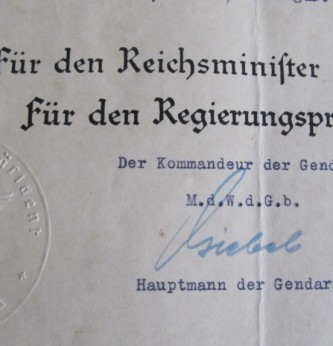 Für den Reichsminister
Für den Regierungspr
Der Kommandeur der Gend
M.d.W.d.G.b.
Hauptmann der Gendar